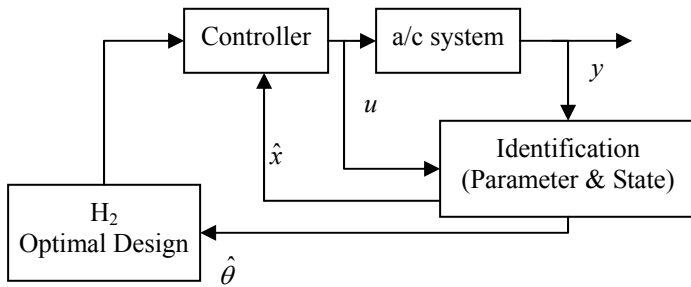 Controller
a/c system
y
u
x̂
Identification
(Parameter & State)
H₂
Optimal Design
θ̂